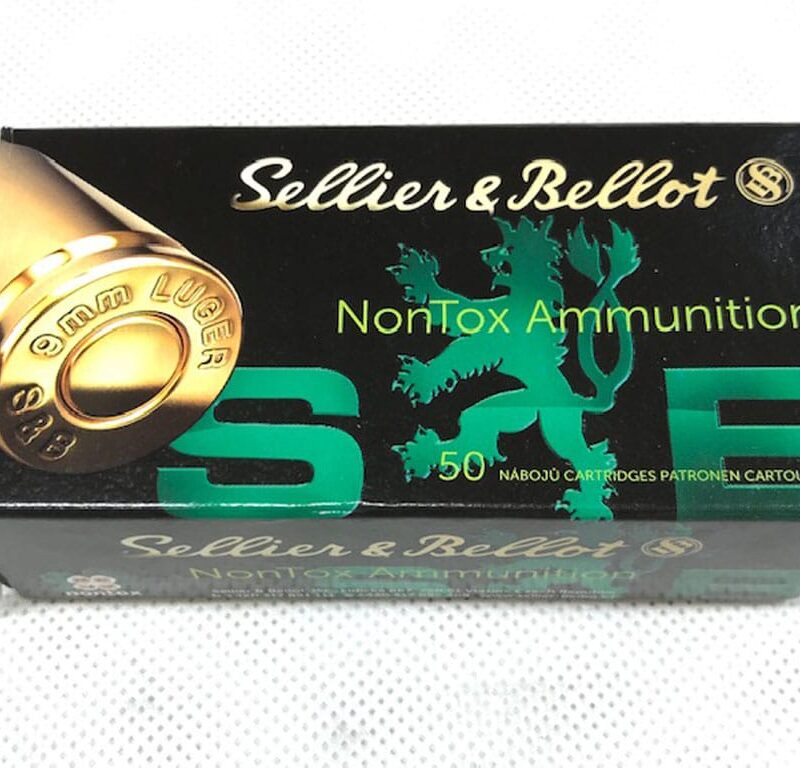 Sellier & Bellot
NonTox Ammunition
9mm LUGER
S&B
S E
50 NÁBOJŮ CARTRIDGES PATRONEN
Sellier & Bellot
NonTox Ammunition
nontox